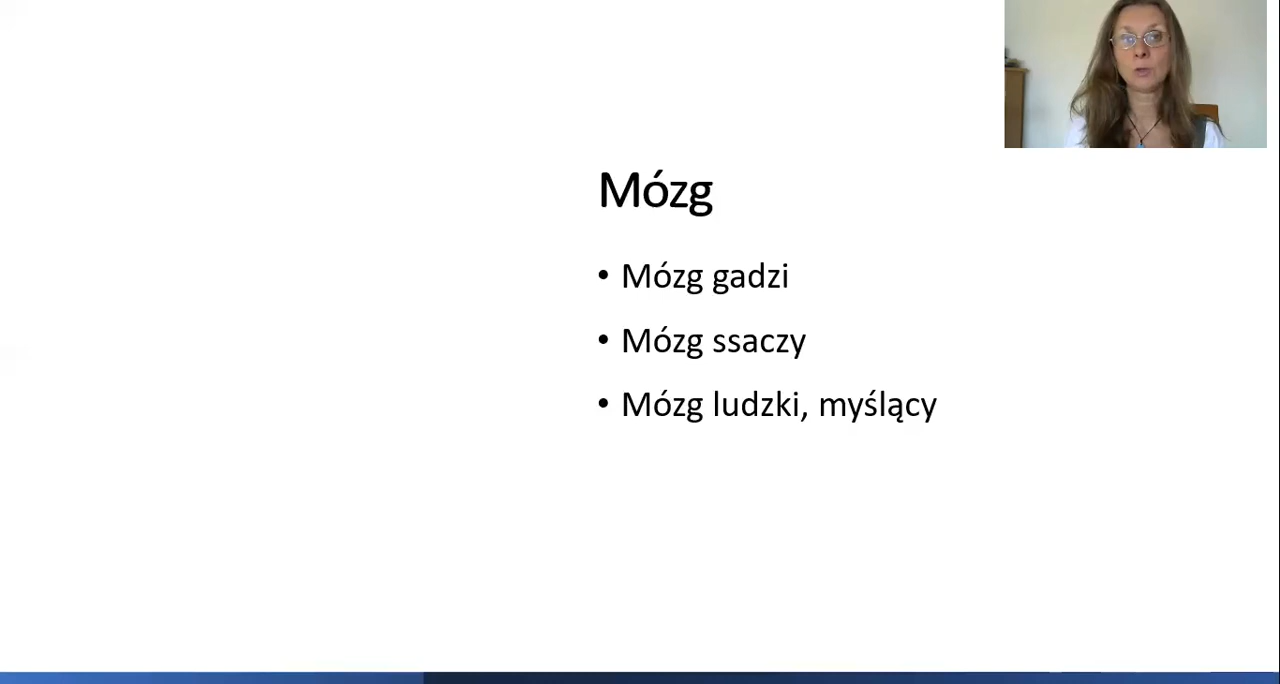 Mózg
• Mózg gadzi
• Mózg ssaczy
• Mózg ludzki, myślący